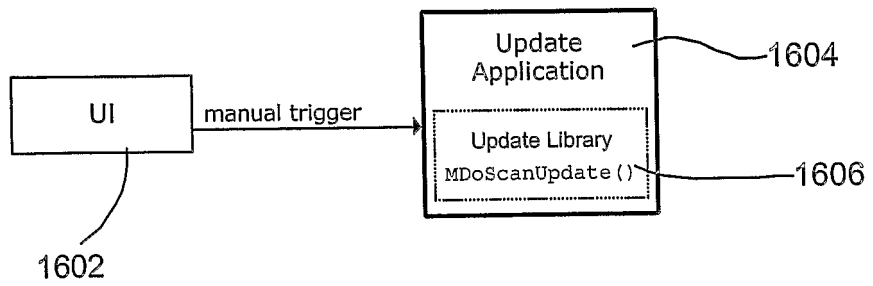 Update
Application
1604
UI
manual trigger
Update Library
MDoScanUpdate()
1606
1602